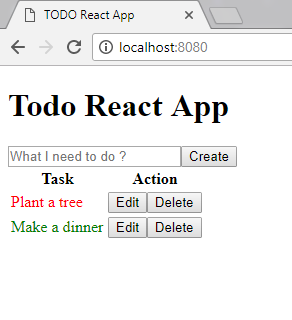 TODO React App
localhost:8080
Todo React App
What I need to do ? Create
Task Action
Plant a tree Edit Delete
Make a dinner Edit Delete